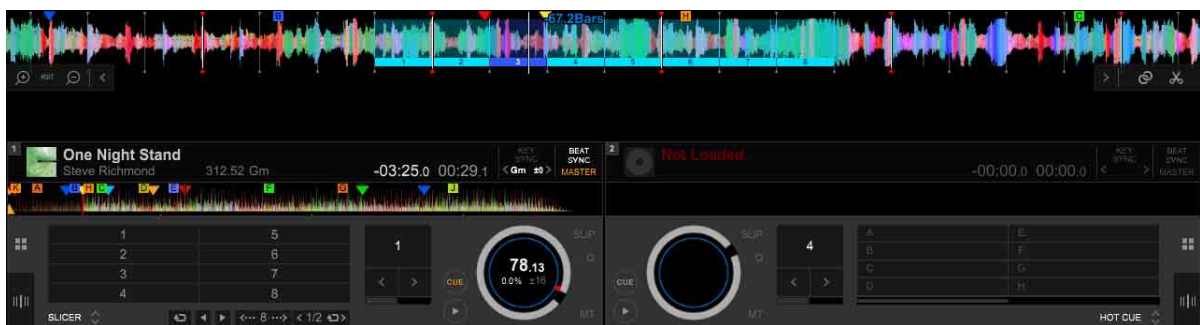 B 67.2Bars H C
1 2 3 4 5 6 7 8
RST
1 One Night Stand KEY SYNC BEAT SYNC
Steve Richmond 312.52 Gm -03:25.0 00:29.1 < Gm ±0 > MASTER
2 Not Loaded. KEY SYNC BEAT SYNC
-00:00.0 00:00.0 < > MASTER
K A B H C D E F G J
1 5
2 6
3 7
4 8
1
SLIP
Q
78.13
0.0% ±16
CUE
MT
SLICER <··· 8 ···> < 1/2
SLIP
Q
CUE
MT
4
A E
B F
C G
D H
HOT CUE